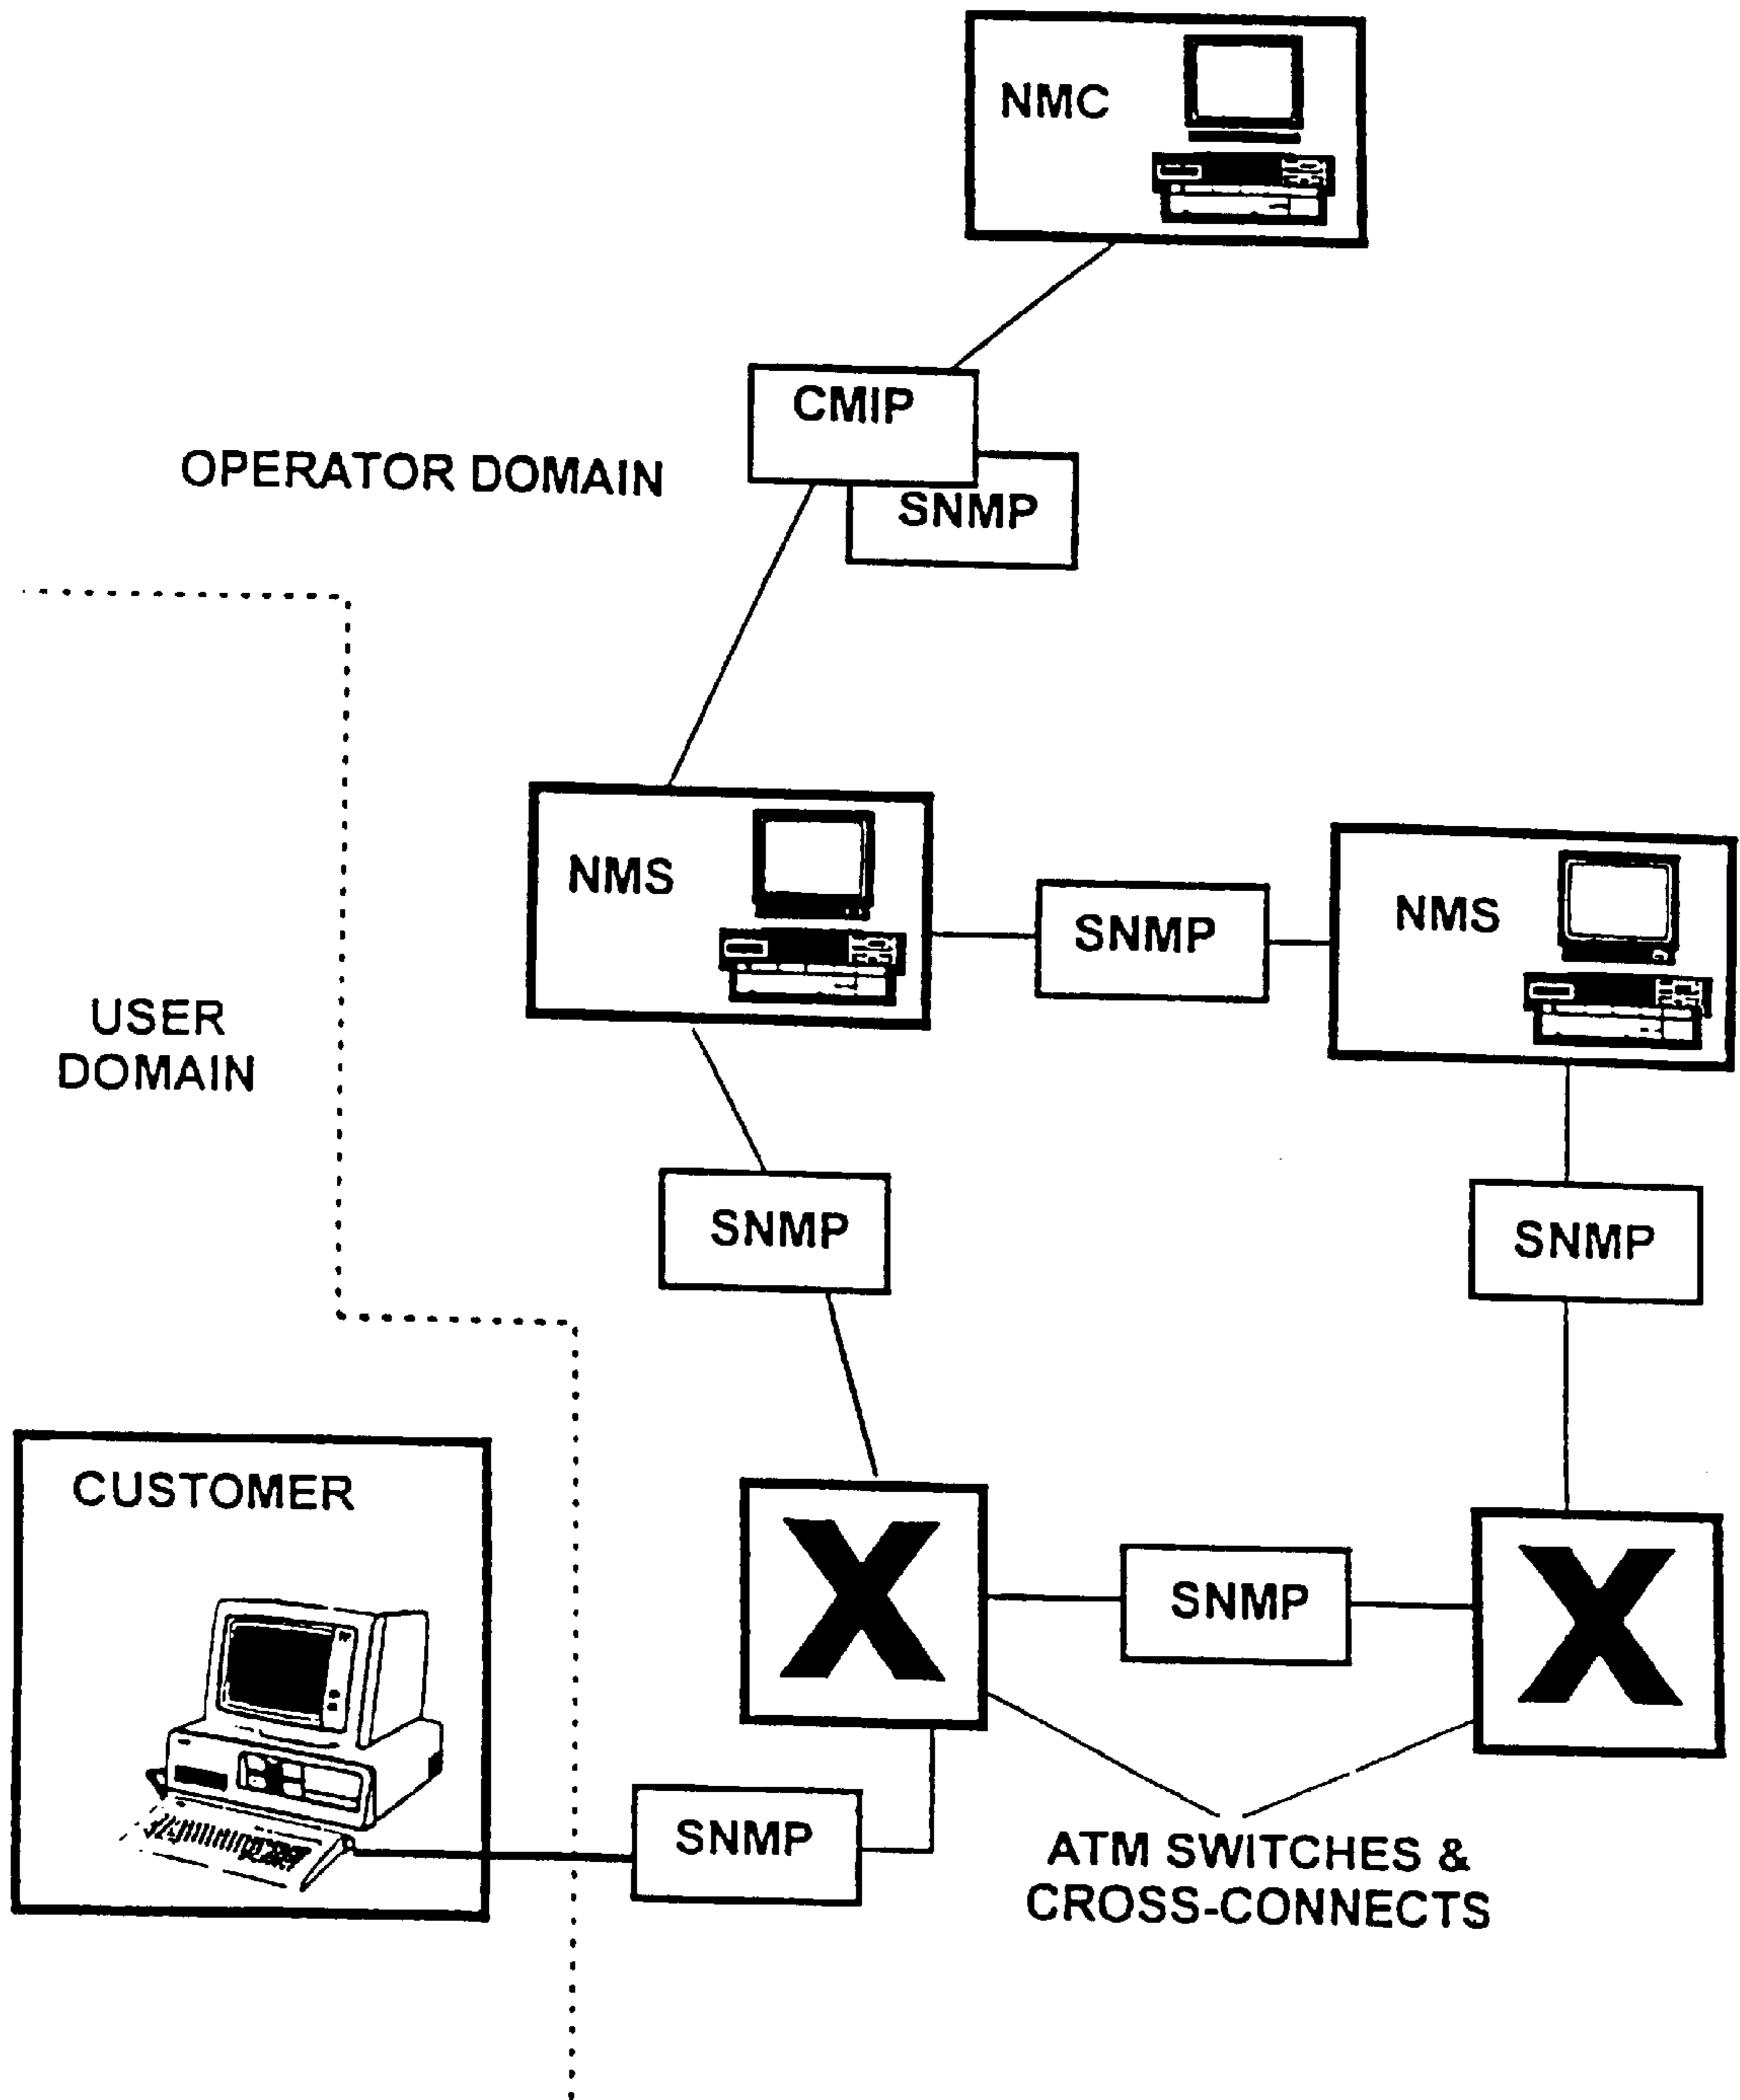 NMC
CMIP
OPERATOR DOMAIN
SNMP
NMS
SNMP
NMS
USER
DOMAIN
SNMP
SNMP
CUSTOMER
X
SNMP
X
SNMP
ATM SWITCHES &
CROSS-CONNECTS